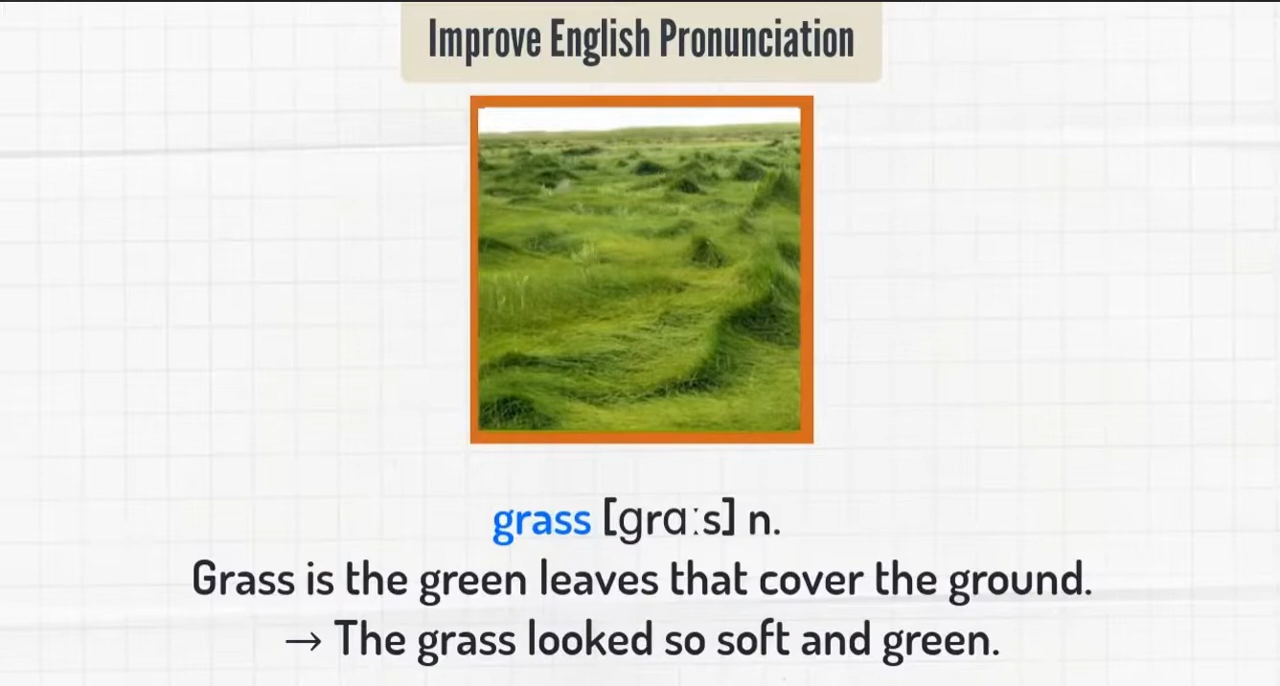 Improve English Pronunciation
grass [grɑːs] n.
Grass is the green leaves that cover the ground.
→ The grass looked so soft and green.